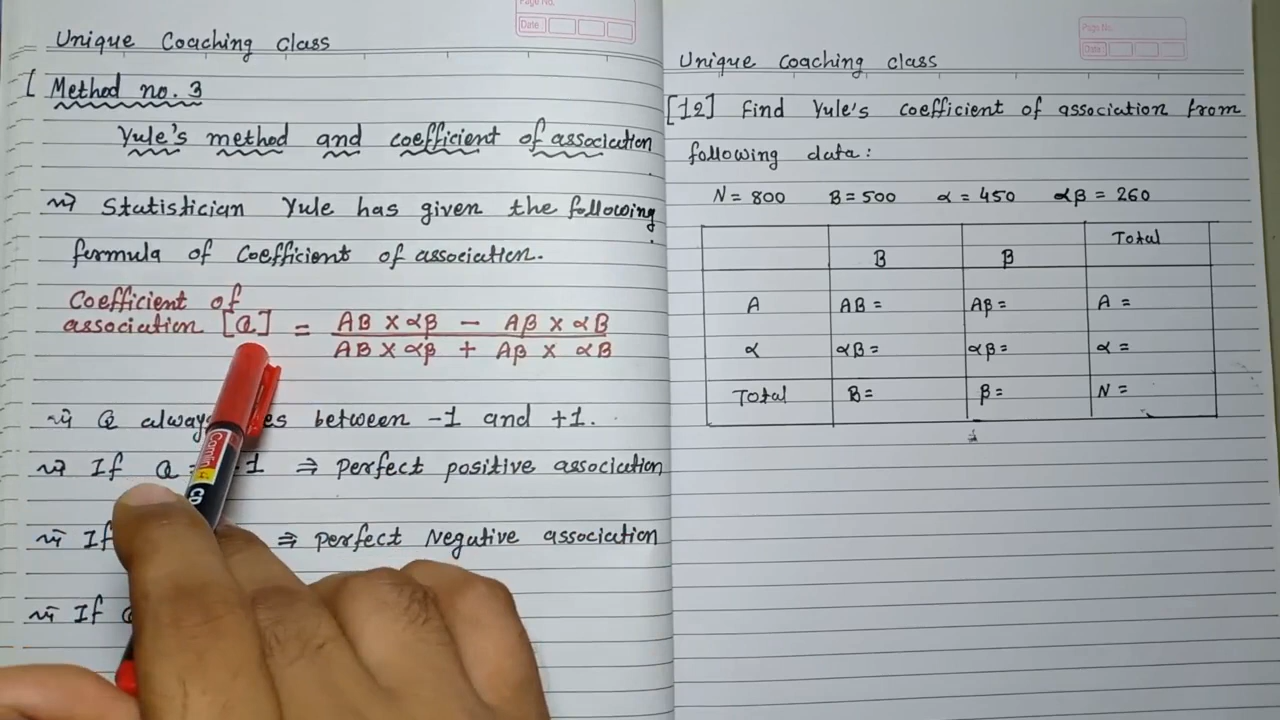 Unique Coaching Class
[ Method no. 3
Yule's method and coefficient of association
Statistician Yule has given the following
formula of Coefficient of association.
Coefficient of
association [Q] = AB × αβ − Aβ × αB
AB × αβ + Aβ × αB
Q always between -1 and +1.
If Q = 1 ⇒ perfect positive association
If ⇒ perfect Negative association
If
Page No.
Date
Unique Coaching class
Page No.
Date
[12] Find Yule's coefficient of association from
following data:
N = 800 B = 500 α = 450 αβ = 260
B β Total
A AB = Aβ = A =
α αB = αβ = α =
Total B = β = N =